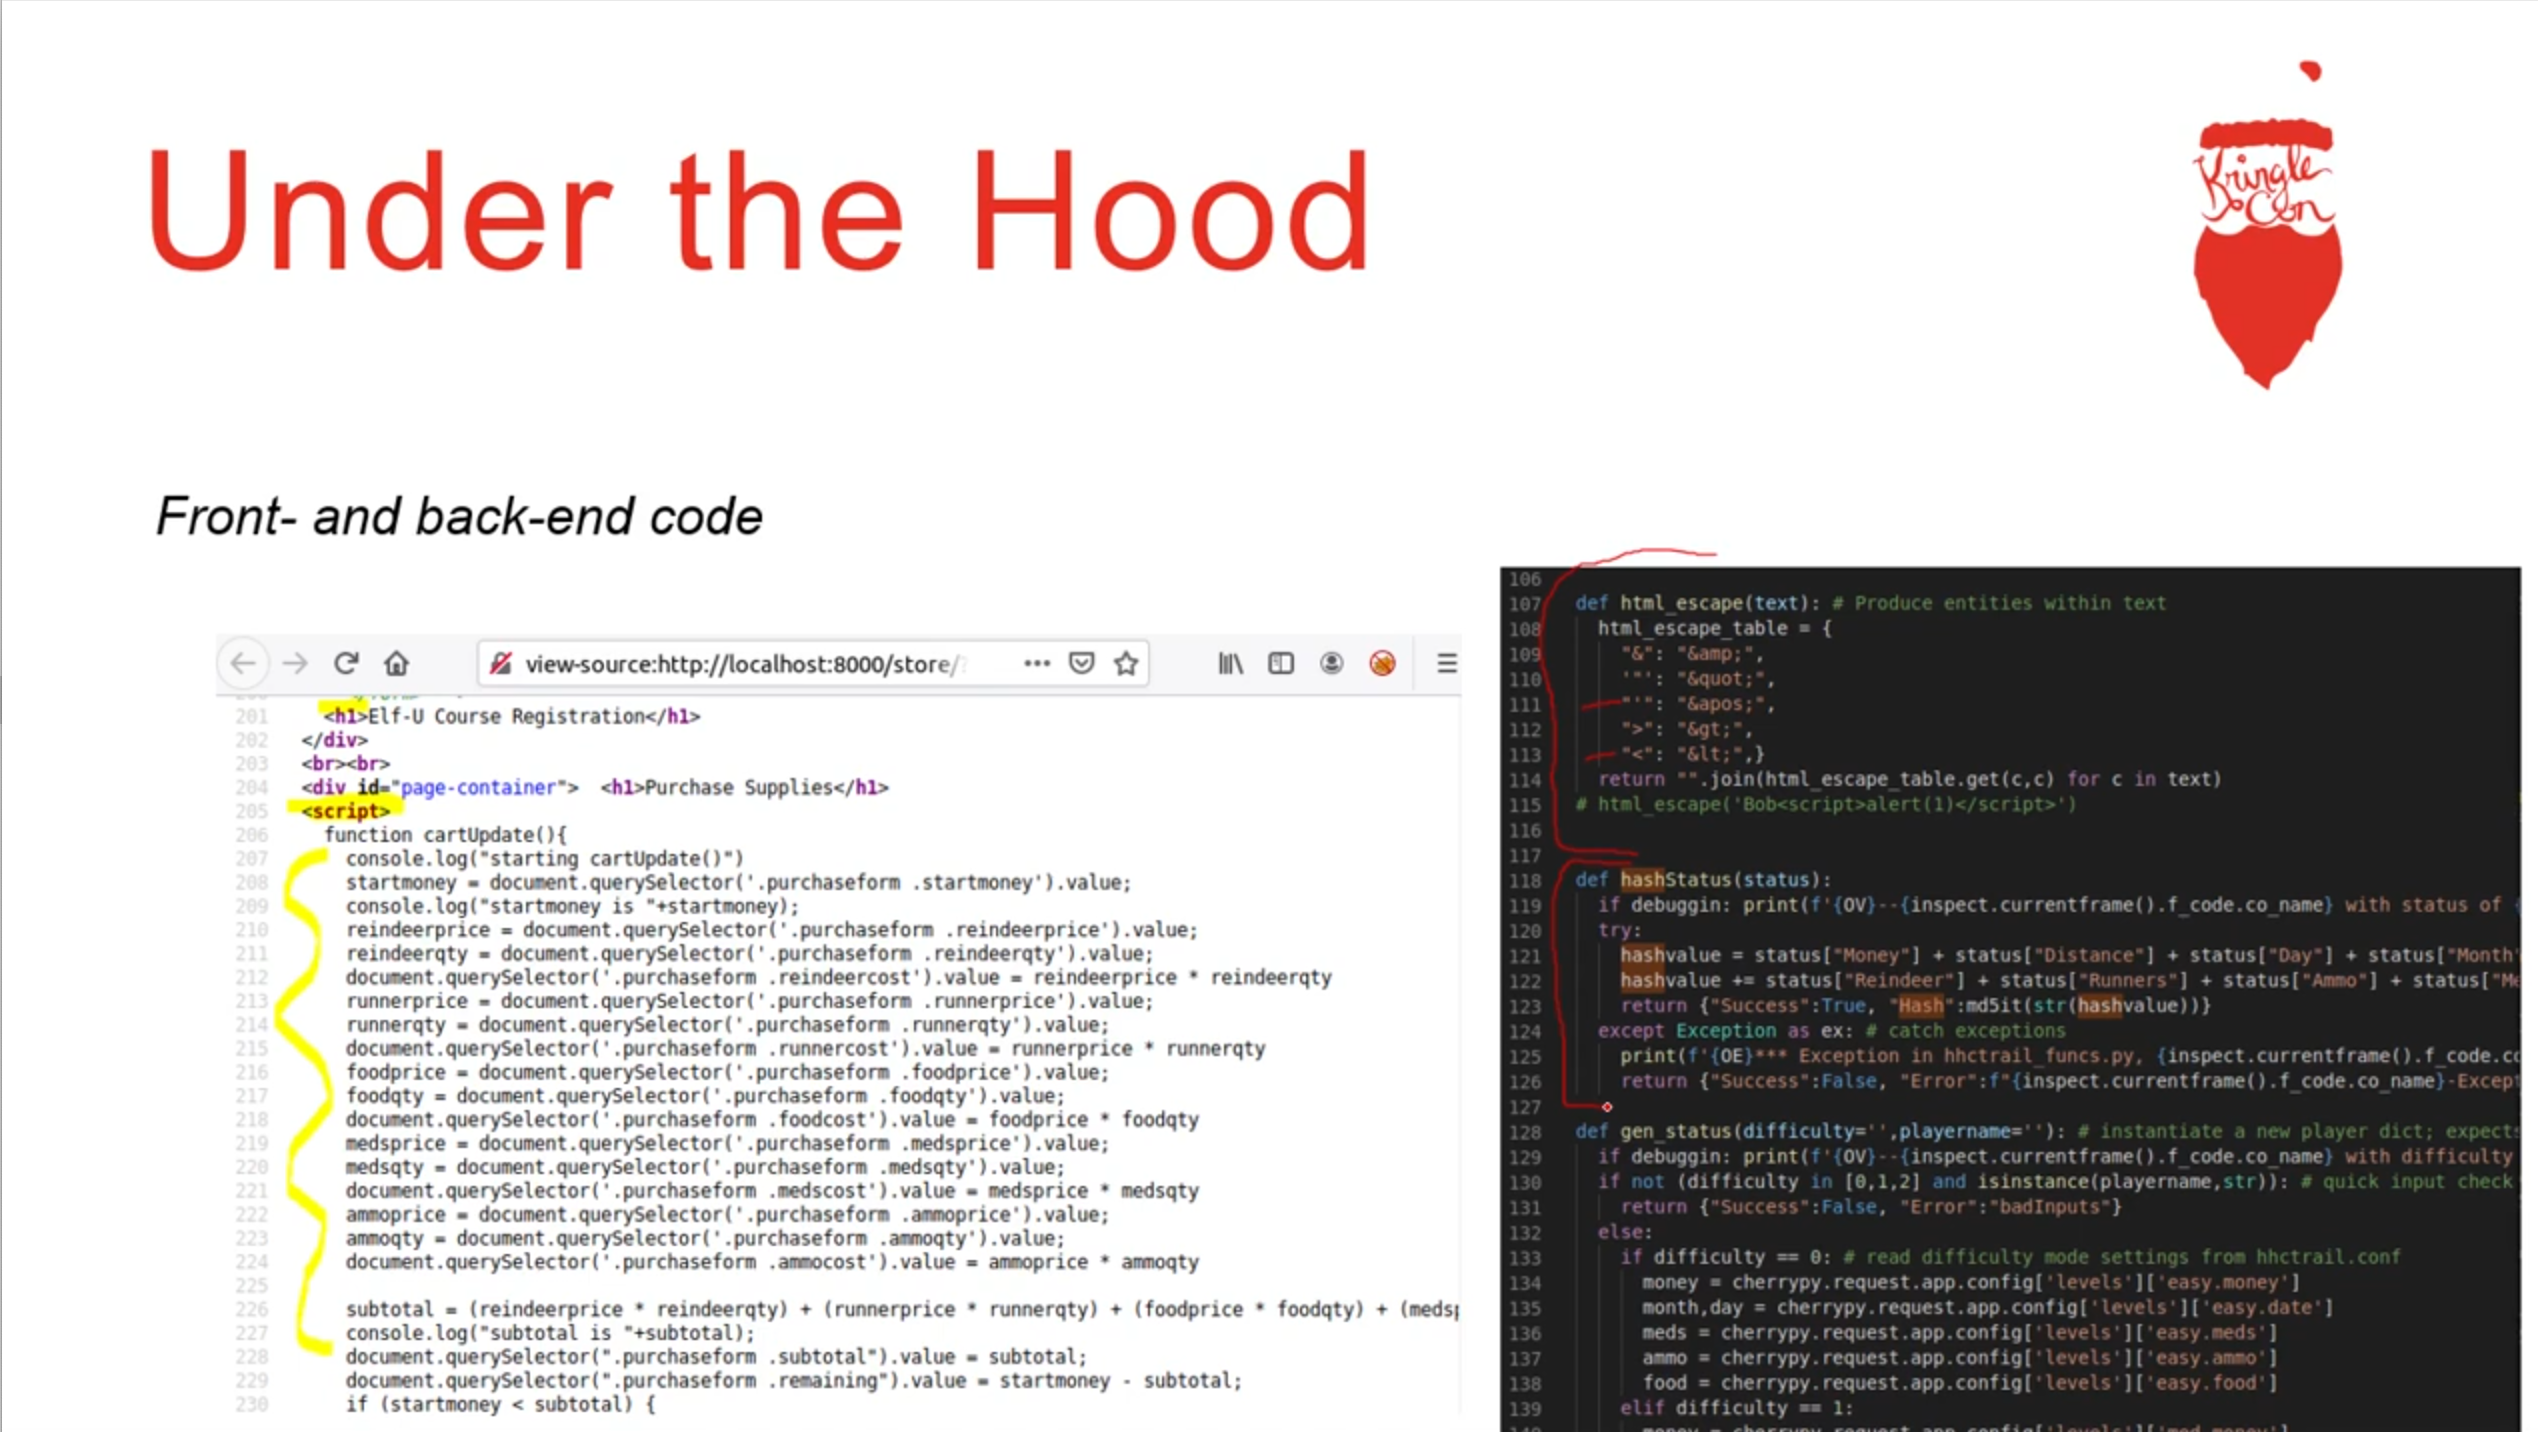 Under the Hood
Kringle
Con
Front- and back-end code
view-source:http://localhost:8000/store/?
201 <h1>Elf-U Course Registration</h1>
202 </div>
203 <br><br>
204 <div id="page-container">  <h1>Purchase Supplies</h1>
205 <script>
206 function cartUpdate(){
207 console.log("starting cartUpdate()")
208 startmoney = document.querySelector('.purchaseform .startmoney').value;
209 console.log("startmoney is "+startmoney);
210 reindeerprice = document.querySelector('.purchaseform .reindeerprice').value;
211 reindeerqty = document.querySelector('.purchaseform .reindeerqty').value;
212 document.querySelector('.purchaseform .reindeercost').value = reindeerprice * reindeerqty
213 runnerprice = document.querySelector('.purchaseform .runnerprice').value;
214 runnerqty = document.querySelector('.purchaseform .runnerqty').value;
215 document.querySelector('.purchaseform .runnercost').value = runnerprice * runnerqty
216 foodprice = document.querySelector('.purchaseform .foodprice').value;
217 foodqty = document.querySelector('.purchaseform .foodqty').value;
218 document.querySelector('.purchaseform .foodcost').value = foodprice * foodqty
219 medsprice = document.querySelector('.purchaseform .medsprice').value;
220 medsqty = document.querySelector('.purchaseform .medsqty').value;
221 document.querySelector('.purchaseform .medscost').value = medsprice * medsqty
222 ammoprice = document.querySelector('.purchaseform .ammoprice').value;
223 ammoqty = document.querySelector('.purchaseform .ammoqty').value;
224 document.querySelector('.purchaseform .ammocost').value = ammoprice * ammoqty
225
226 subtotal = (reindeerprice * reindeerqty) + (runnerprice * runnerqty) + (foodprice * foodqty) + (medsp
227 console.log("subtotal is "+subtotal);
228 document.querySelector(".purchaseform .subtotal").value = subtotal;
229 document.querySelector(".purchaseform .remaining").value = startmoney - subtotal;
230 if (startmoney < subtotal) {
106
107 def html_escape(text): # Produce entities within text
108 html_escape_table = {
109 "&": "&amp;",
110 '"': "&quot;",
111 "'": "&apos;",
112 ">": "&gt;",
113 "<": "&lt;",}
114 return "".join(html_escape_table.get(c,c) for c in text)
115 # html_escape('Bob<script>alert(1)</script>')
116
117
118 def hashStatus(status):
119 if debuggin: print(f'{OV}--{inspect.currentframe().f_code.co_name} with status of {
120 try:
121 hashvalue = status["Money"] + status["Distance"] + status["Day"] + status["Month"
122 hashvalue += status["Reindeer"] + status["Runners"] + status["Ammo"] + status["Me
123 return {"Success":True, "Hash":md5it(str(hashvalue))}
124 except Exception as ex: # catch exceptions
125 print(f'{OE}*** Exception in hhctrail_funcs.py, {inspect.currentframe().f_code.co
126 return {"Success":False, "Error":f"{inspect.currentframe().f_code.co_name}-Except
127
128 def gen_status(difficulty='',playername=''): # instantiate a new player dict; expects
129 if debuggin: print(f'{OV}--{inspect.currentframe().f_code.co_name} with difficulty
130 if not (difficulty in [0,1,2] and isinstance(playername,str)): # quick input check
131 return {"Success":False, "Error":"badInputs"}
132 else:
133 if difficulty == 0: # read difficulty mode settings from hhctrail.conf
134 money = cherrypy.request.app.config['levels']['easy.money']
135 month,day = cherrypy.request.app.config['levels']['easy.date']
136 meds = cherrypy.request.app.config['levels']['easy.meds']
137 ammo = cherrypy.request.app.config['levels']['easy.ammo']
138 food = cherrypy.request.app.config['levels']['easy.food']
139 elif difficulty == 1: